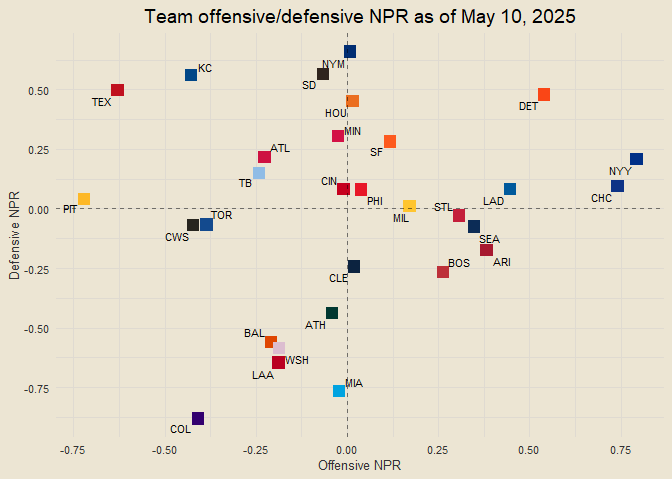 Team offensive/defensive NPR as of May 10, 2025
NYM
KC
SD
0.50
TEX
DET
HOU
MIN
0.25
ATL
SF
NYY
TB
CIN
CHC
PHI
LAD
0.00
PIT
STL
MIL
TOR
CWS
SEA
Defensive NPR
BOS
ARI
-0.25
CLE
ATH
-0.50
BAL
WSH
LAA
-0.75
MIA
COL
-0.75
-0.50
-0.25
0.00
0.25
0.50
0.75
Offensive NPR